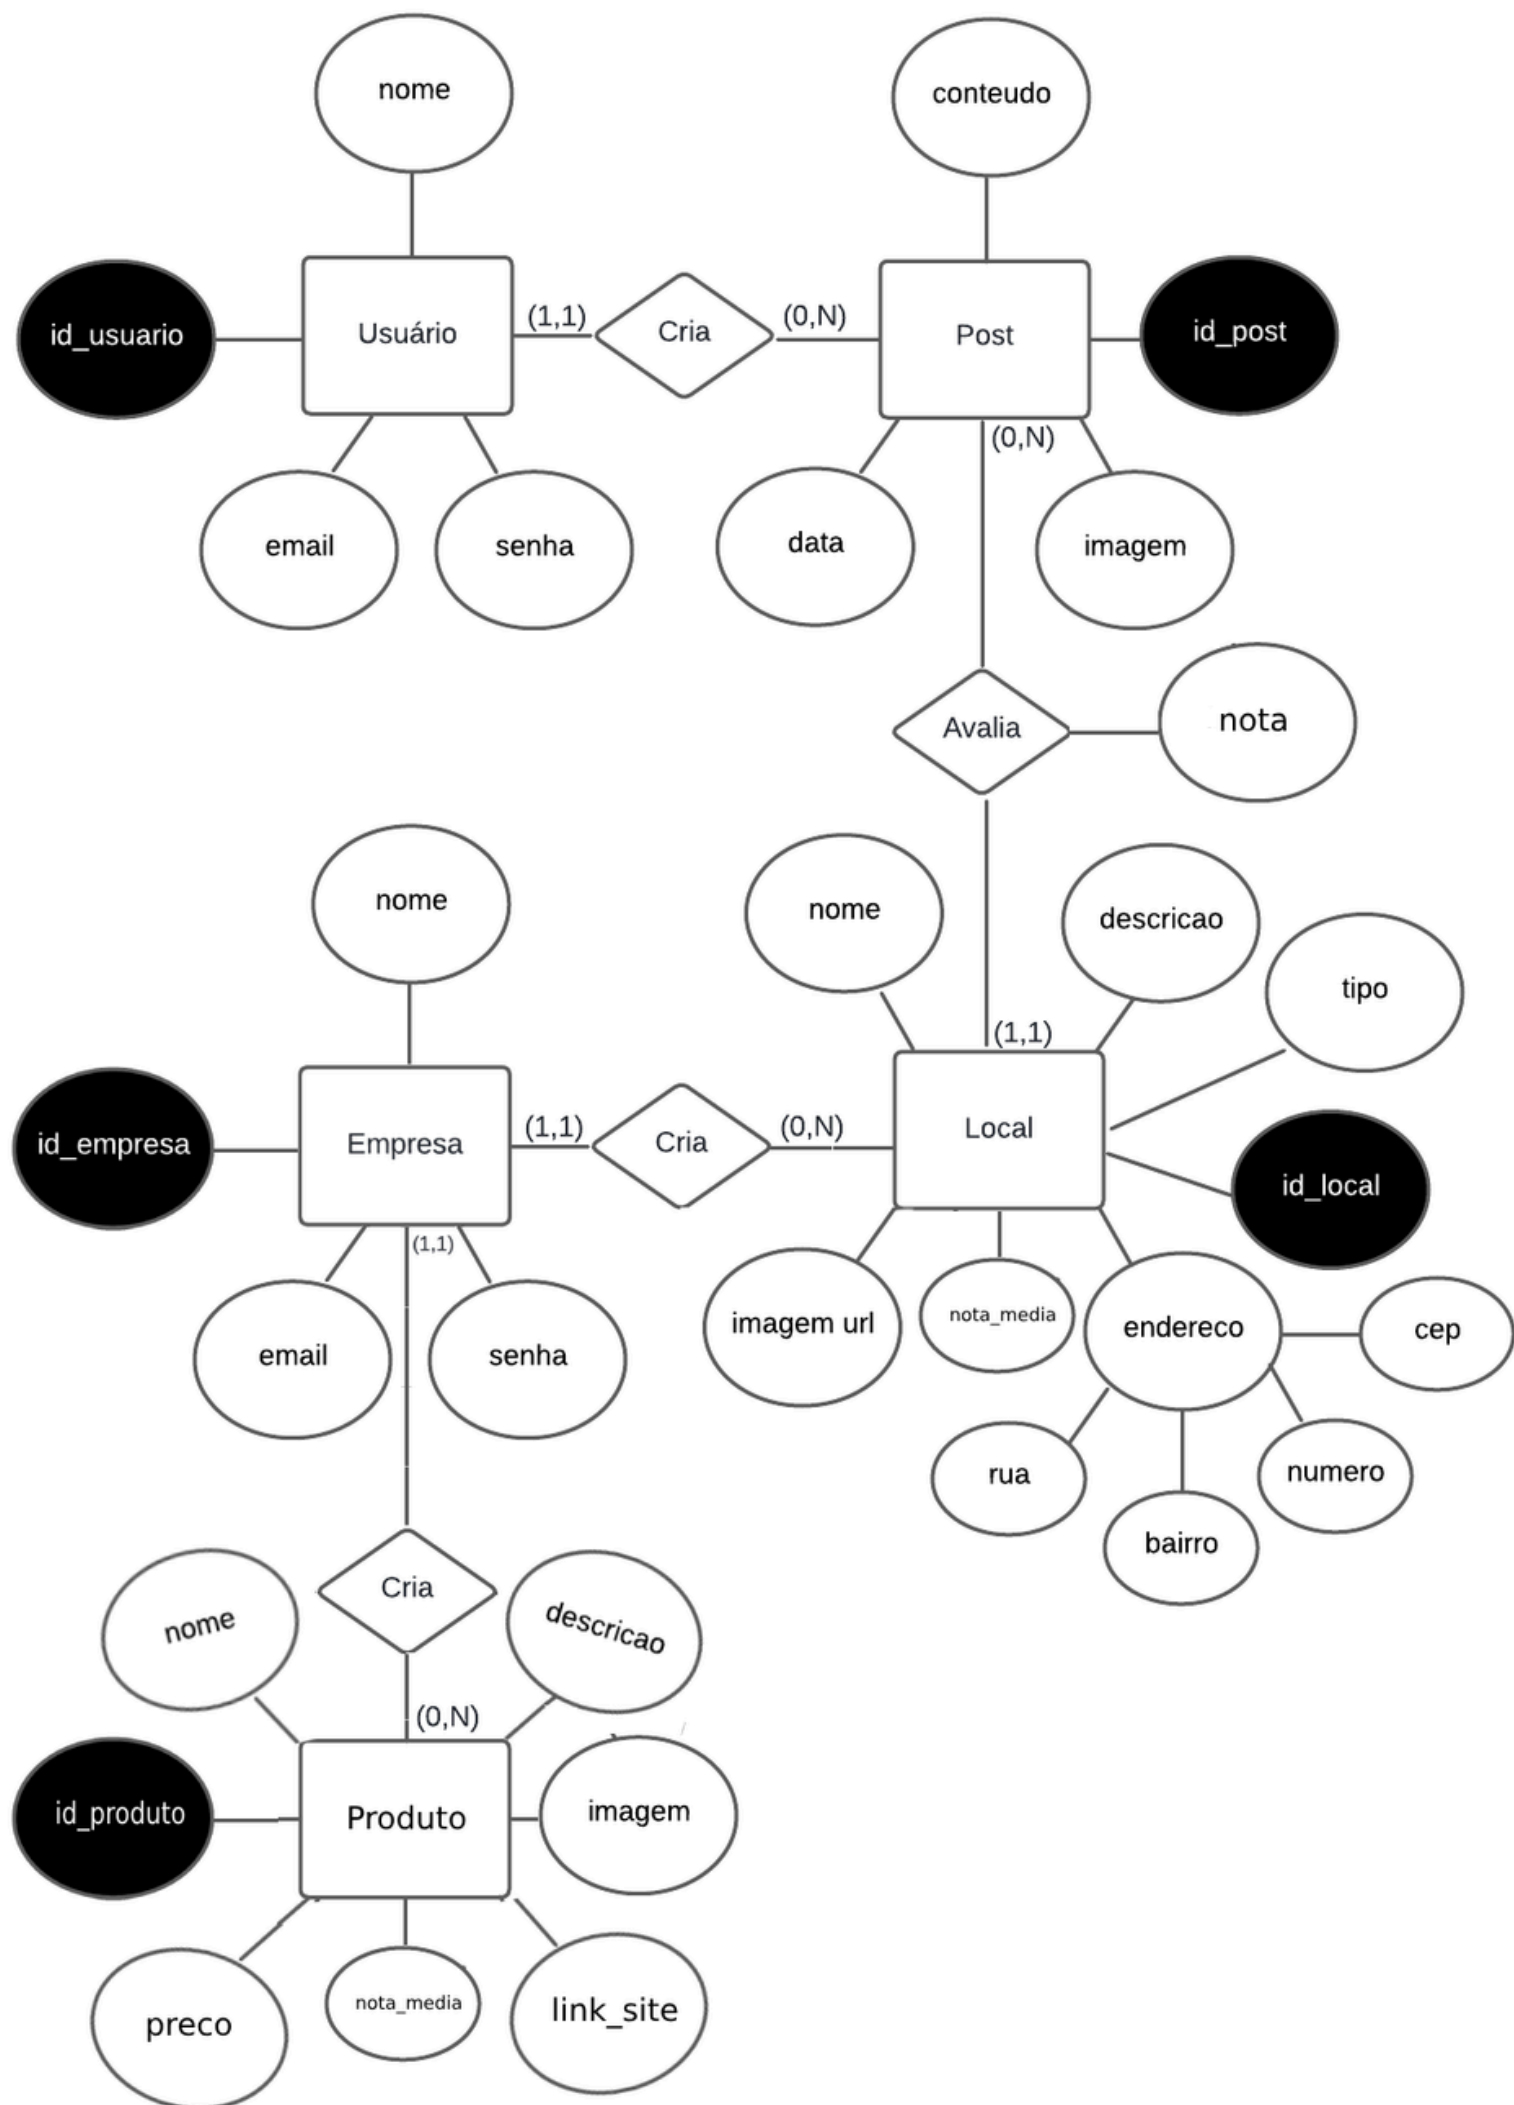 nome
conteudo
id_usuario
Usuário
(1,1)
Cria
(0,N)
Post
id_post
(0,N)
email
senha
data
imagem
Avalia
nota
nome
nome
descricao
tipo
(1,1)
id_empresa
Empresa
(1,1)
Cria
(0,N)
Local
id_local
(1,1)
email
senha
imagem url
nota_media
endereco
cep
rua
numero
bairro
Cria
nome
descricao
(0,N)
id_produto
Produto
imagem
preco
nota_media
link_site